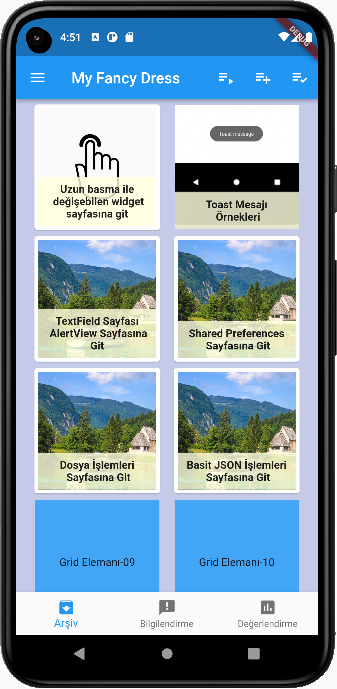 4:51
DEBUG
My Fancy Dress
Uzun basma ile
değişebilen widget
sayfasına git
Toast message
Toast Mesajı
Örnekleri
TextField Sayfası
AlertView Sayfasına
Git
Shared Preferences
Sayfasına Git
Dosya İşlemleri
Sayfasına Git
Basit JSON İşlemleri
Sayfasına Git
Grid Elemanı-09
Grid Elemanı-10
Arşiv
Bilgilendirme
Değerlendirme